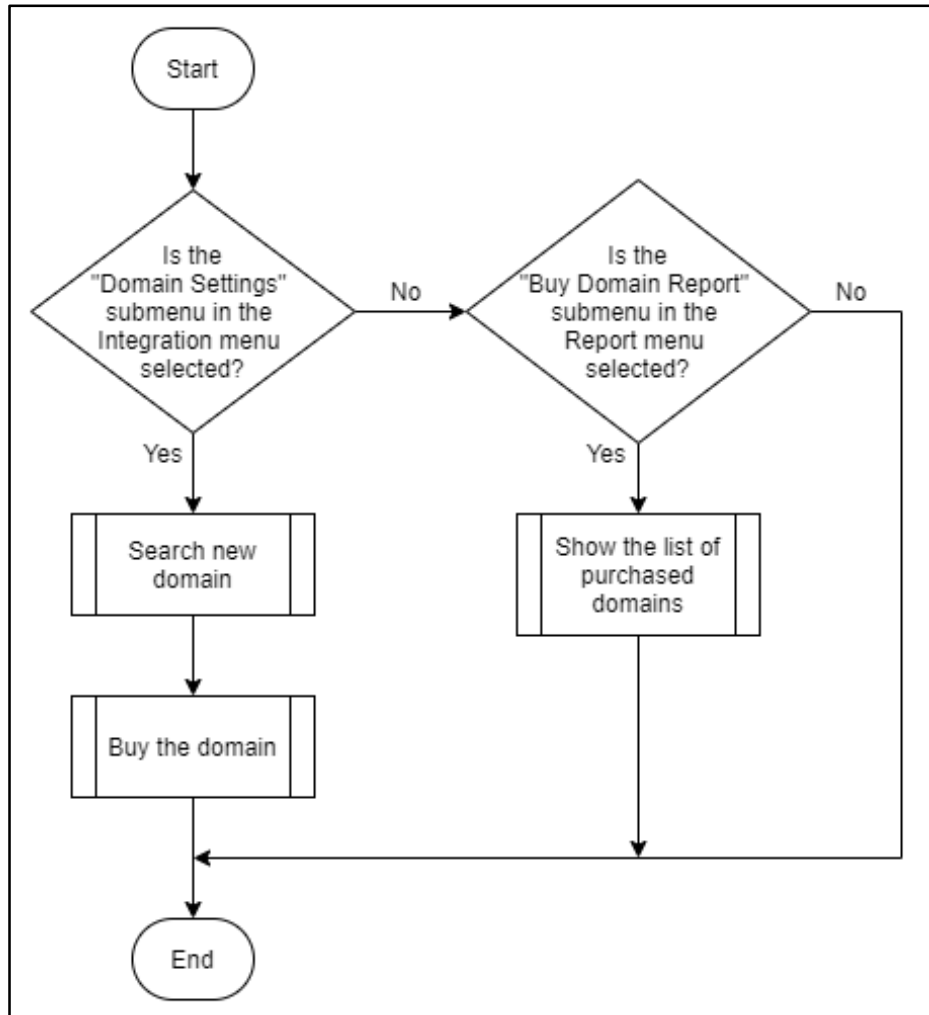 Start
Is the
"Domain Settings"
submenu in the
Integration menu
selected?
No
Is the
"Buy Domain Report"
submenu in the
Report menu
selected?
No
Yes
Yes
Search new
domain
Show the list of
purchased
domains
Buy the domain
End